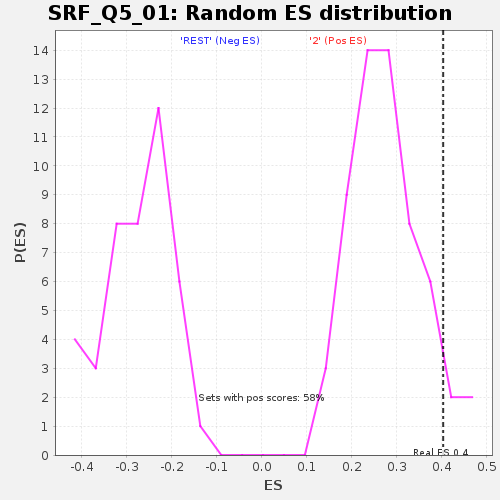 SRF_Q5_01: Random ES distribution
'REST' (Neg ES) '2' (Pos ES)
14
13
12
11
10
9
8
7
6
5
4
3
2
1
0
P(ES)
Sets with pos scores: 58%
Real ES 0.4
-0.4 -0.3 -0.2 -0.1 0.0 0.1 0.2 0.3 0.4 0.5
ES